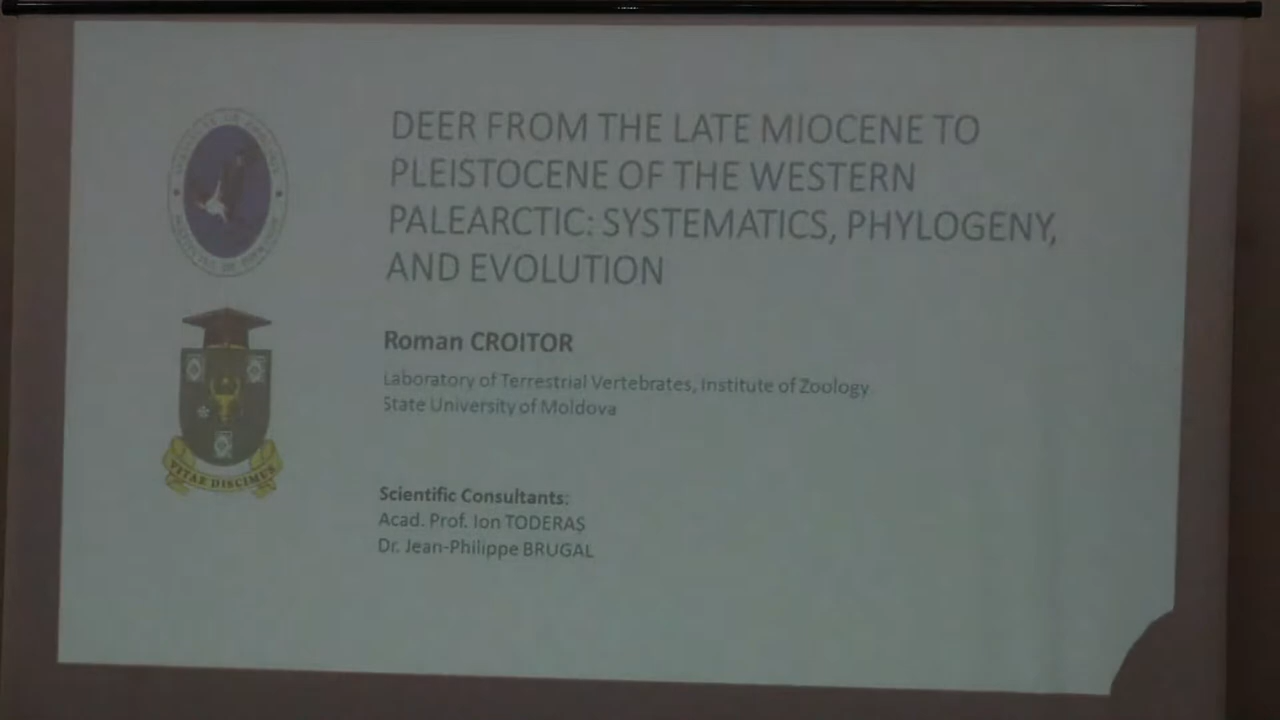 DEER FROM THE LATE MIOCENE TO
PLEISTOCENE OF THE WESTERN
PALEARCTIC: SYSTEMATICS, PHYLOGENY,
AND EVOLUTION
Roman CROITOR
Laboratory of Terrestrial Vertebrates, Institute of Zoology
State University of Moldova
VITAE DISCIMUS
Scientific Consultants:
Acad. Prof. Ion TODERAȘ
Dr. Jean-Philippe BRUGAL